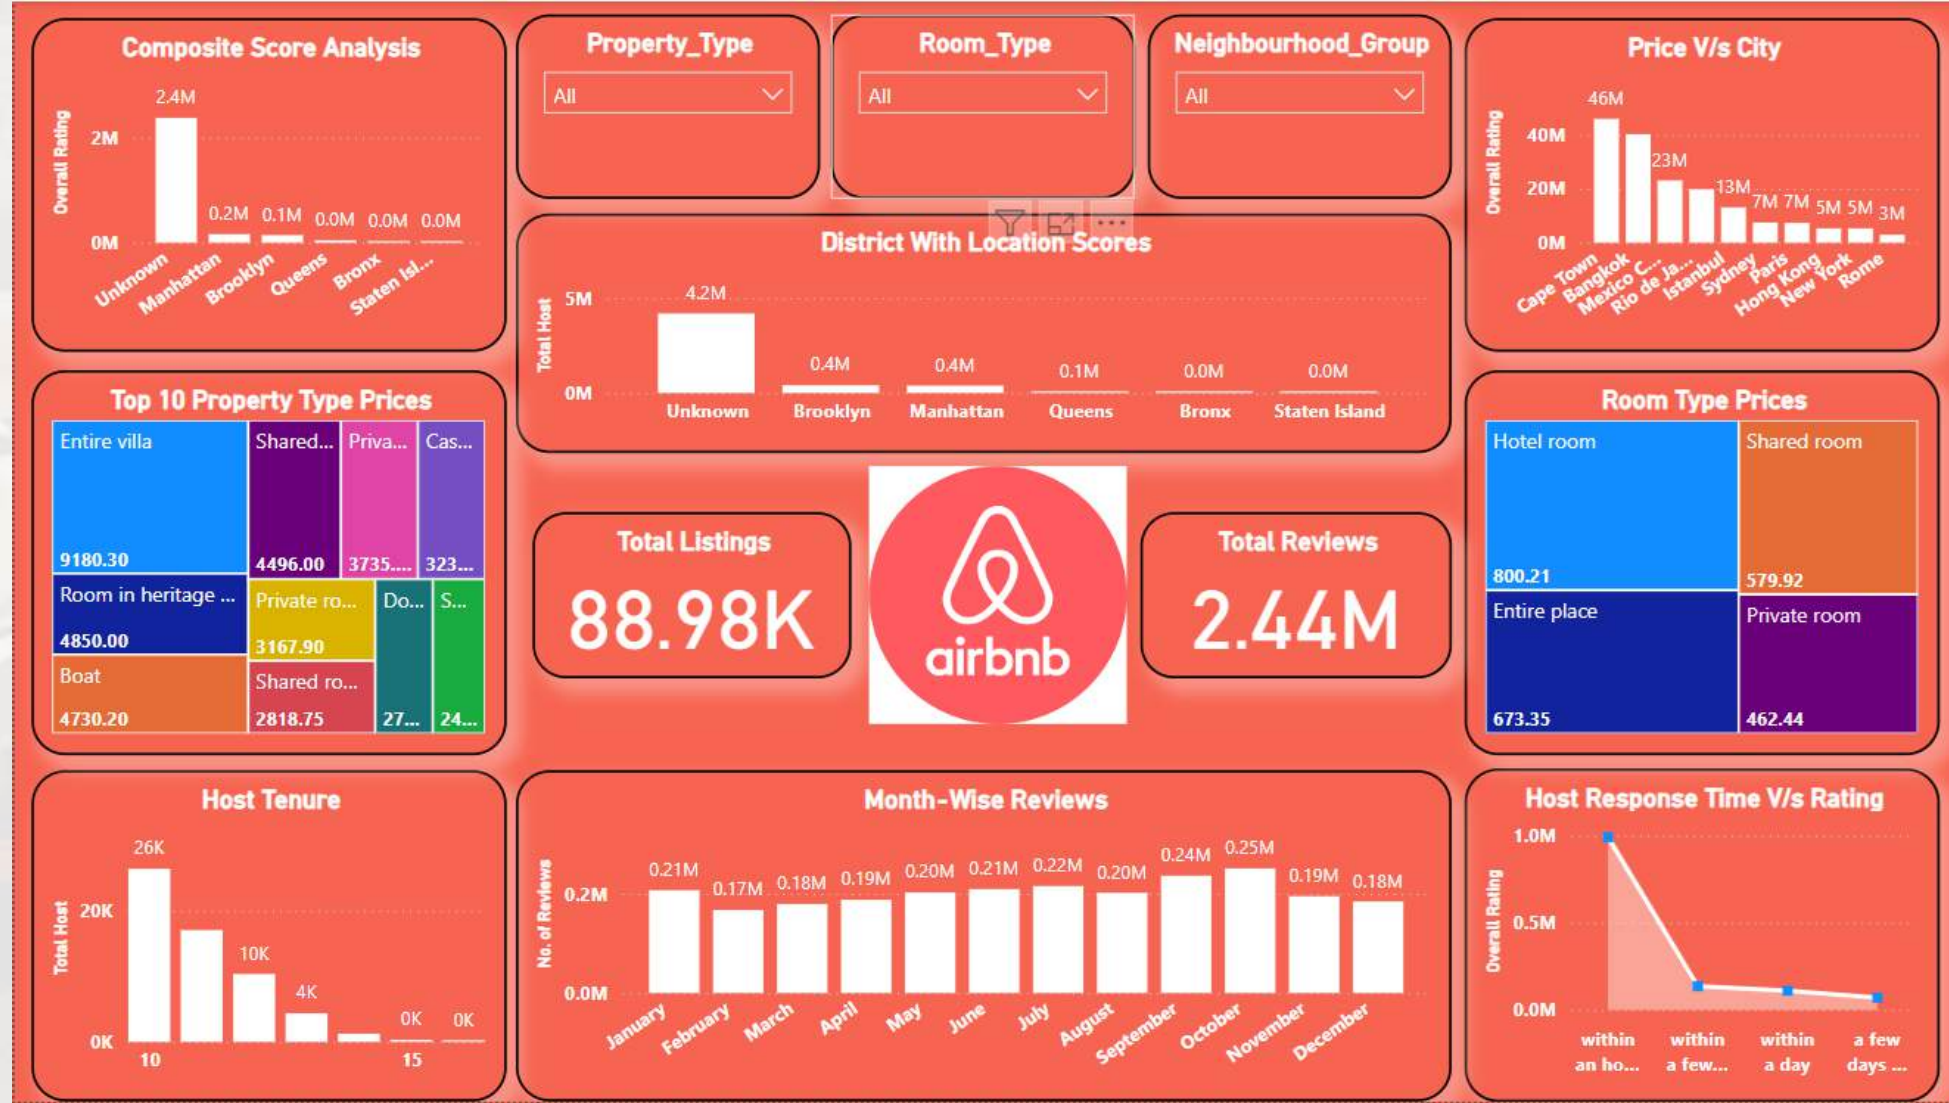 Composite Score Analysis
Overall Rating
2M
0M
2.4M
0.2M
0.1M
0.0M
0.0M
0.0M
Unknown
Manhattan
Brooklyn
Queens
Bronx
Staten Isl...
Property_Type
All
Room_Type
All
Neighbourhood_Group
All
Price V/s City
Overall Rating
40M
20M
0M
46M
23M
13M
7M
7M
5M
5M
3M
Cape Town
Bangkok
Mexico C...
Rio de Ja...
Istanbul
Sydney
Paris
Hong Kong
New York
Rome
District With Location Scores
Total Host
5M
0M
4.2M
0.4M
0.4M
0.1M
0.0M
0.0M
Unknown
Brooklyn
Manhattan
Queens
Bronx
Staten Island
Top 10 Property Type Prices
Entire villa
9180.30
Room in heritage ...
4850.00
Boat
4730.20
Shared...
4496.00
Priva...
3735....
Cas...
323...
Private ro...
3167.90
Shared ro...
2818.75
Do...
27...
S...
24...
Total Listings
88.98K
airbnb
Total Reviews
2.44M
Room Type Prices
Hotel room
800.21
Entire place
673.35
Shared room
579.92
Private room
462.44
Host Tenure
Total Host
20K
0K
26K
10K
4K
0K
0K
10
15
Month-Wise Reviews
No. of Reviews
0.2M
0.0M
0.21M
0.17M
0.18M
0.19M
0.20M
0.21M
0.22M
0.20M
0.24M
0.25M
0.19M
0.18M
January
February
March
April
May
June
July
August
September
October
November
December
Host Response Time V/s Rating
Overall Rating
1.0M
0.5M
0.0M
within
an ho...
within
a few...
within
a day
a few
days ...